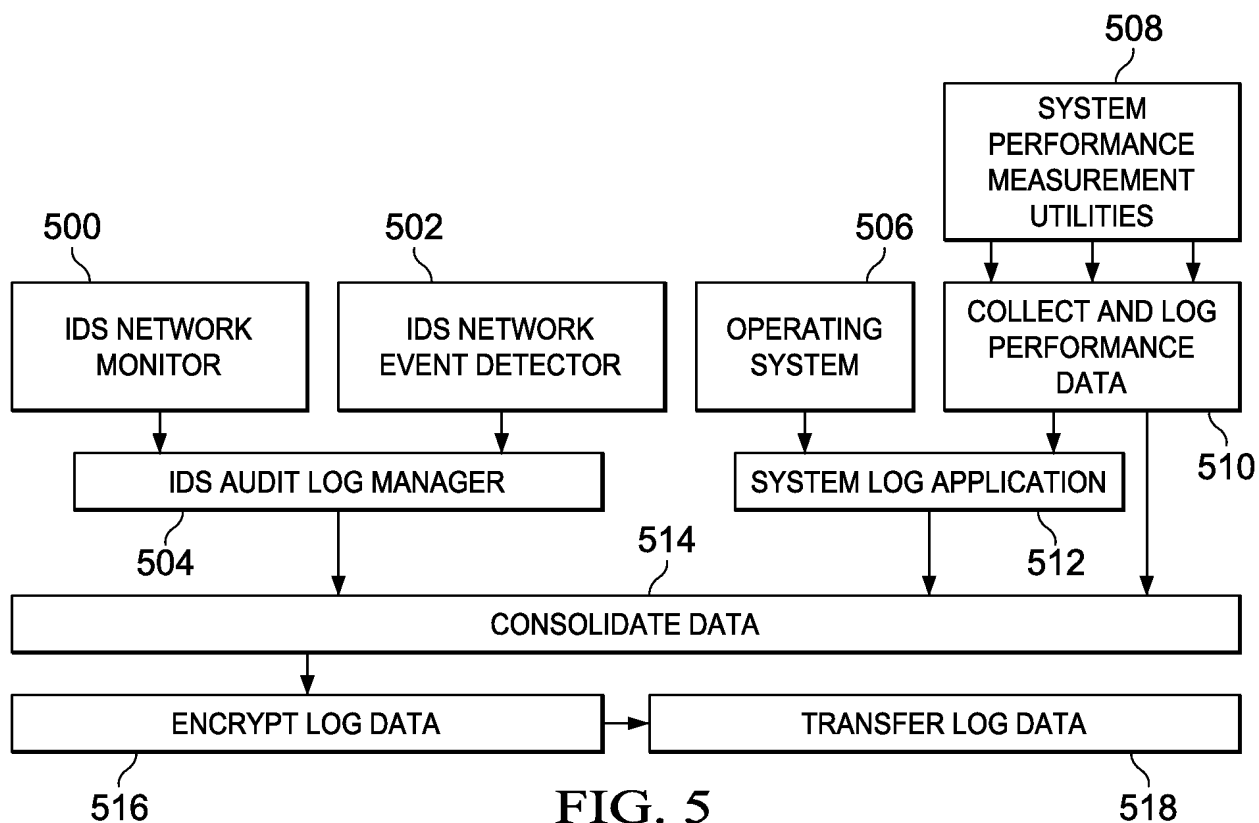 508
SYSTEM
PERFORMANCE
MEASUREMENT
UTILITIES
500
502
506
IDS NETWORK
MONITOR
IDS NETWORK
EVENT DETECTOR
OPERATING
SYSTEM
COLLECT AND LOG
PERFORMANCE
DATA
510
IDS AUDIT LOG MANAGER
SYSTEM LOG APPLICATION
504
514
512
CONSOLIDATE DATA
ENCRYPT LOG DATA
TRANSFER LOG DATA
516
518
FIG. 5